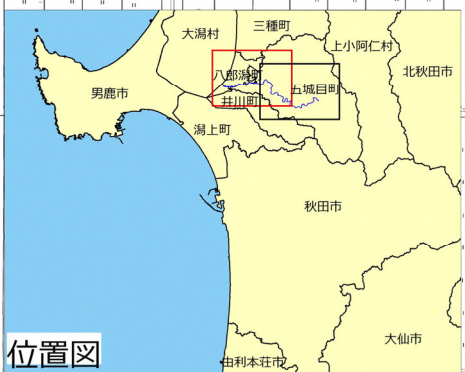 三種町
大潟村
上小阿仁村
北秋田市
八郎潟町
五城目町
男鹿市
井川町
潟上町
秋田市
大仙市
由利本荘市
位置図